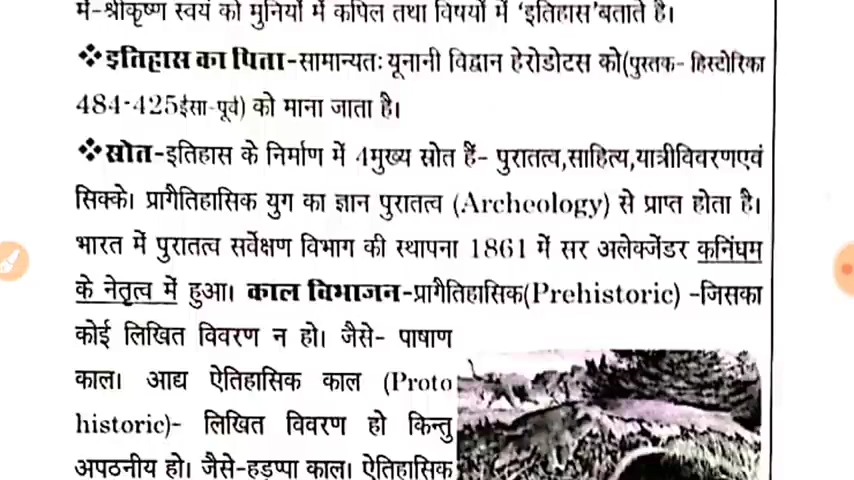 में-श्रीकृष्ण स्वयं को मुनियों में कपिल तथा विषयों में 'इतिहास'बताते है।
❖इतिहास का पिता-सामान्यतः यूनानी विद्वान हेरोडोटस को(पुस्तक- हिस्टोरिका
484-425ईसा-पूर्व) को माना जाता है।
❖स्रोत-इतिहास के निर्माण में 4मुख्य स्रोत हैं- पुरातत्व,साहित्य,यात्रीविवरणएवं
सिक्के। प्रागैतिहासिक युग का ज्ञान पुरातत्व (Archeology) से प्राप्त होता है।
भारत में पुरातत्व सर्वेक्षण विभाग की स्थापना 1861 में सर अलेक्जेंडर कनिंघम
के नेतृत्व में हुआ। काल विभाजन-प्रागैतिहासिक(Prehistoric) -जिसका
कोई लिखित विवरण न हो। जैसे- पाषाण
काल। आद्य ऐतिहासिक काल (Proto
historic)- लिखित विवरण हो किन्तु
अपठनीय हो। जैसे-हड़प्पा काल। ऐतिहासिक